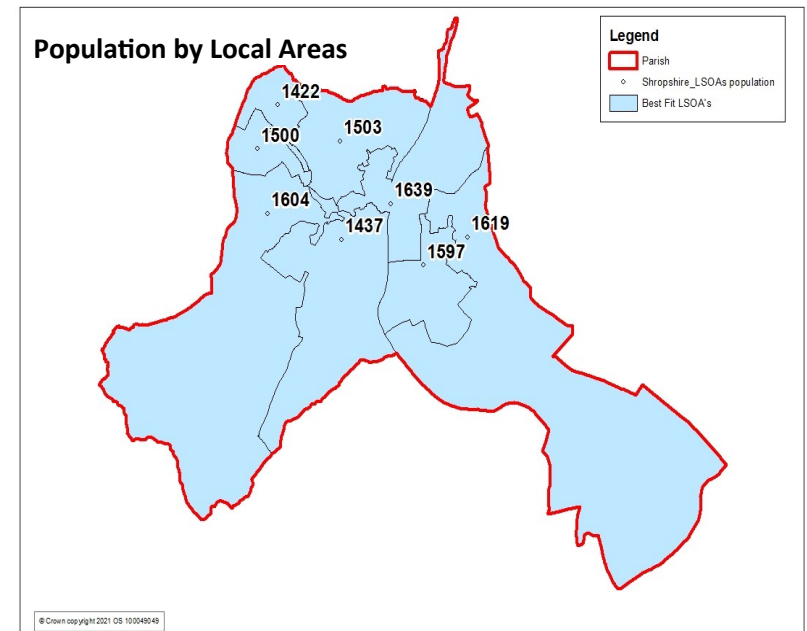 Population by Local Areas
Legend
Parish
Shropshire_LSOAs population
Best Fit LSOA's
1422
1500
1503
1604
1639
1437
1619
1597
© Crown copyright 2021 OS 100049049